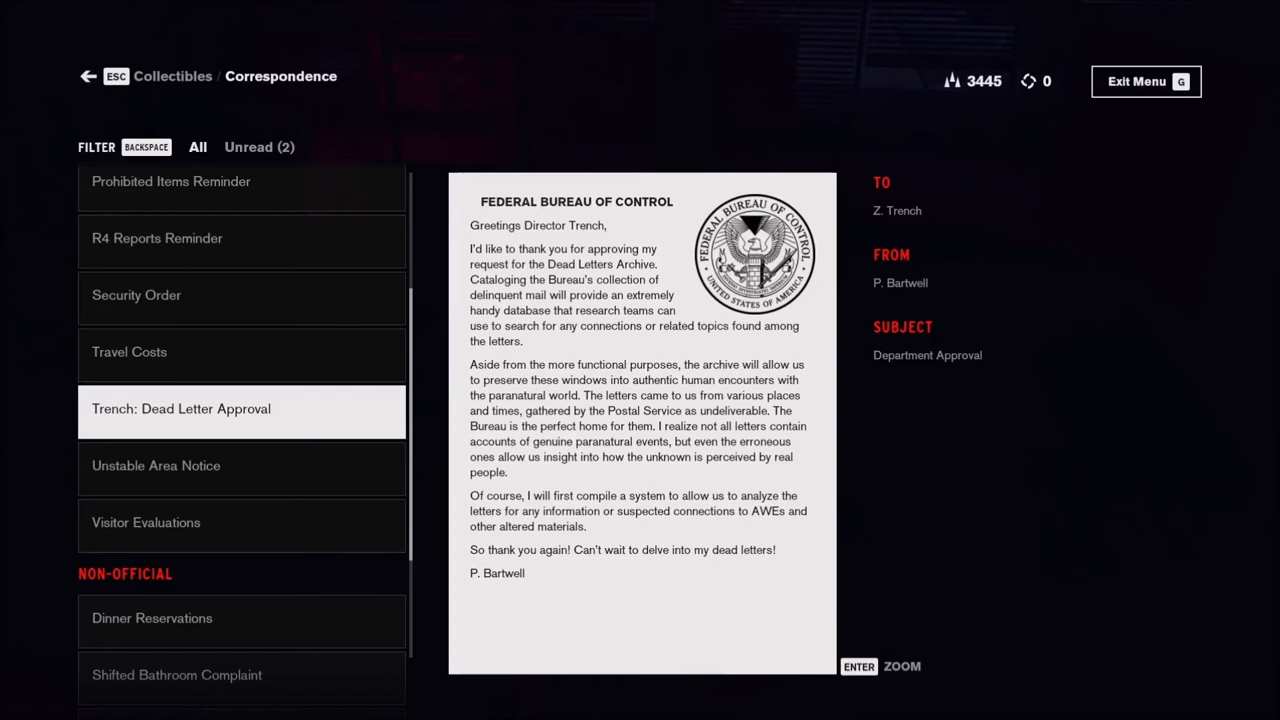 ESC Collectibles / Correspondence
3445 0 Exit Menu G
FILTER BACKSPACE All Unread (2)
Prohibited Items Reminder
R4 Reports Reminder
Security Order
Travel Costs
Trench: Dead Letter Approval
Unstable Area Notice
Visitor Evaluations
NON-OFFICIAL
Dinner Reservations
Shifted Bathroom Complaint
FEDERAL BUREAU OF CONTROL
FEDERAL BUREAU OF CONTROL
UNITED STATES OF AMERICA
Greetings Director Trench,
I'd like to thank you for approving my
request for the Dead Letters Archive.
Cataloging the Bureau's collection of
delinquent mail will provide an extremely
handy database that research teams can
use to search for any connections or related topics found among
the letters.
Aside from the more functional purposes, the archive will allow us
to preserve these windows into authentic human encounters with
the paranatural world. The letters came to us from various places
and times, gathered by the Postal Service as undeliverable. The
Bureau is the perfect home for them. I realize not all letters contain
accounts of genuine paranatural events, but even the erroneous
ones allow us insight into how the unknown is perceived by real
people.
Of course, I will first compile a system to allow us to analyze the
letters for any information or suspected connections to AWEs and
other altered materials.
So thank you again! Can't wait to delve into my dead letters!
P. Bartwell
TO
Z. Trench
FROM
P. Bartwell
SUBJECT
Department Approval
ENTER ZOOM